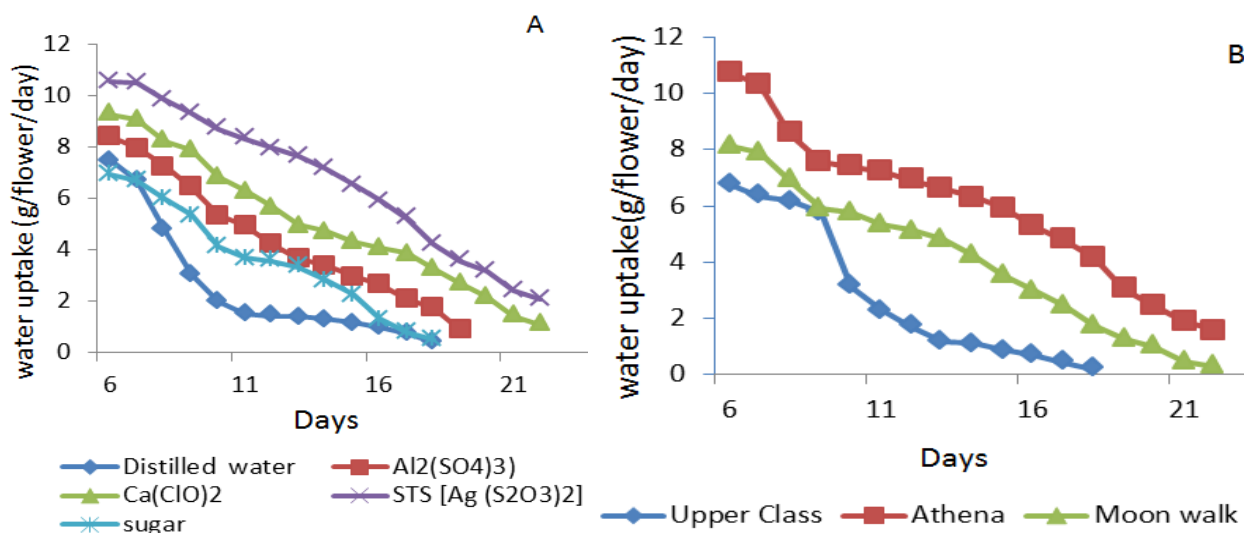 A
water uptake (g/flower/day)
12
10
8
6
4
2
0
6 11 16 21
Days
Distilled water Al2(SO4)3)
Ca(ClO)2 STS [Ag (S2O3)2]
sugar
B
water uptake(g/flower/day)
12
10
8
6
4
2
0
6 11 16 21
Days
Upper Class Athena Moon walk